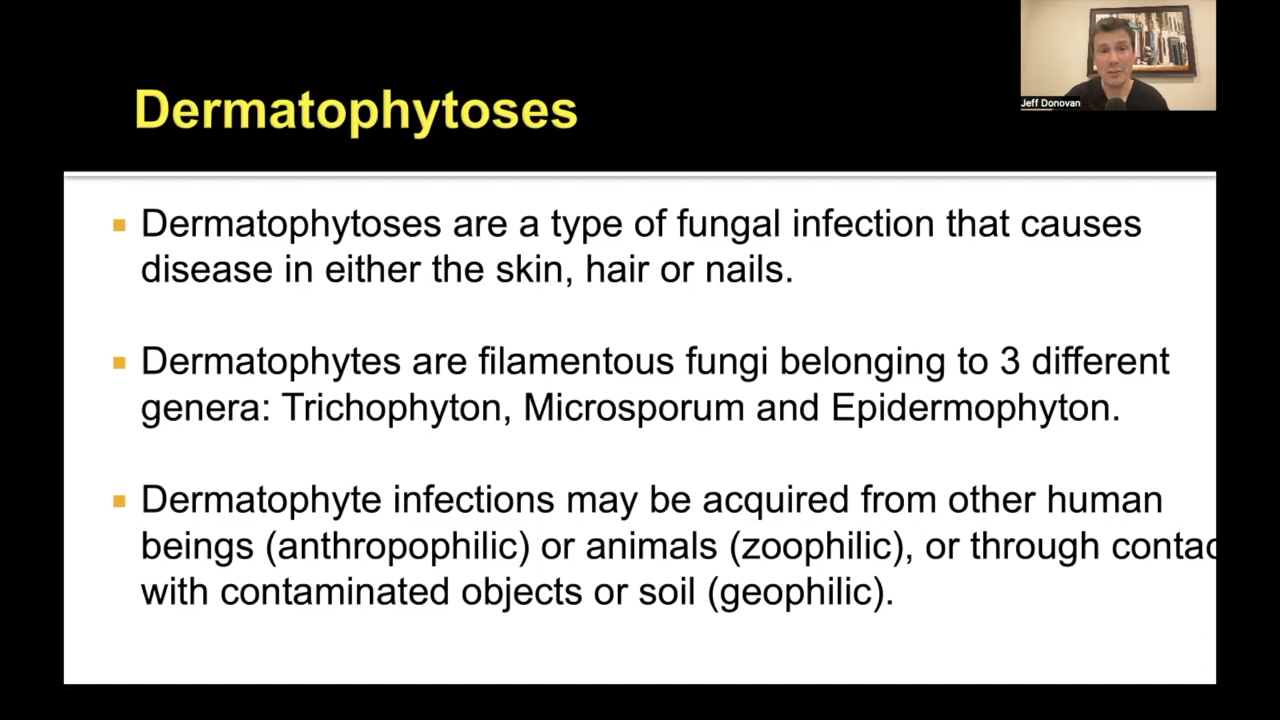 Jeff Donovan
Dermatophytoses
Dermatophytoses are a type of fungal infection that causes
disease in either the skin, hair or nails.
Dermatophytes are filamentous fungi belonging to 3 different
genera: Trichophyton, Microsporum and Epidermophyton.
Dermatophyte infections may be acquired from other human
beings (anthropophilic) or animals (zoophilic), or through contac
with contaminated objects or soil (geophilic).